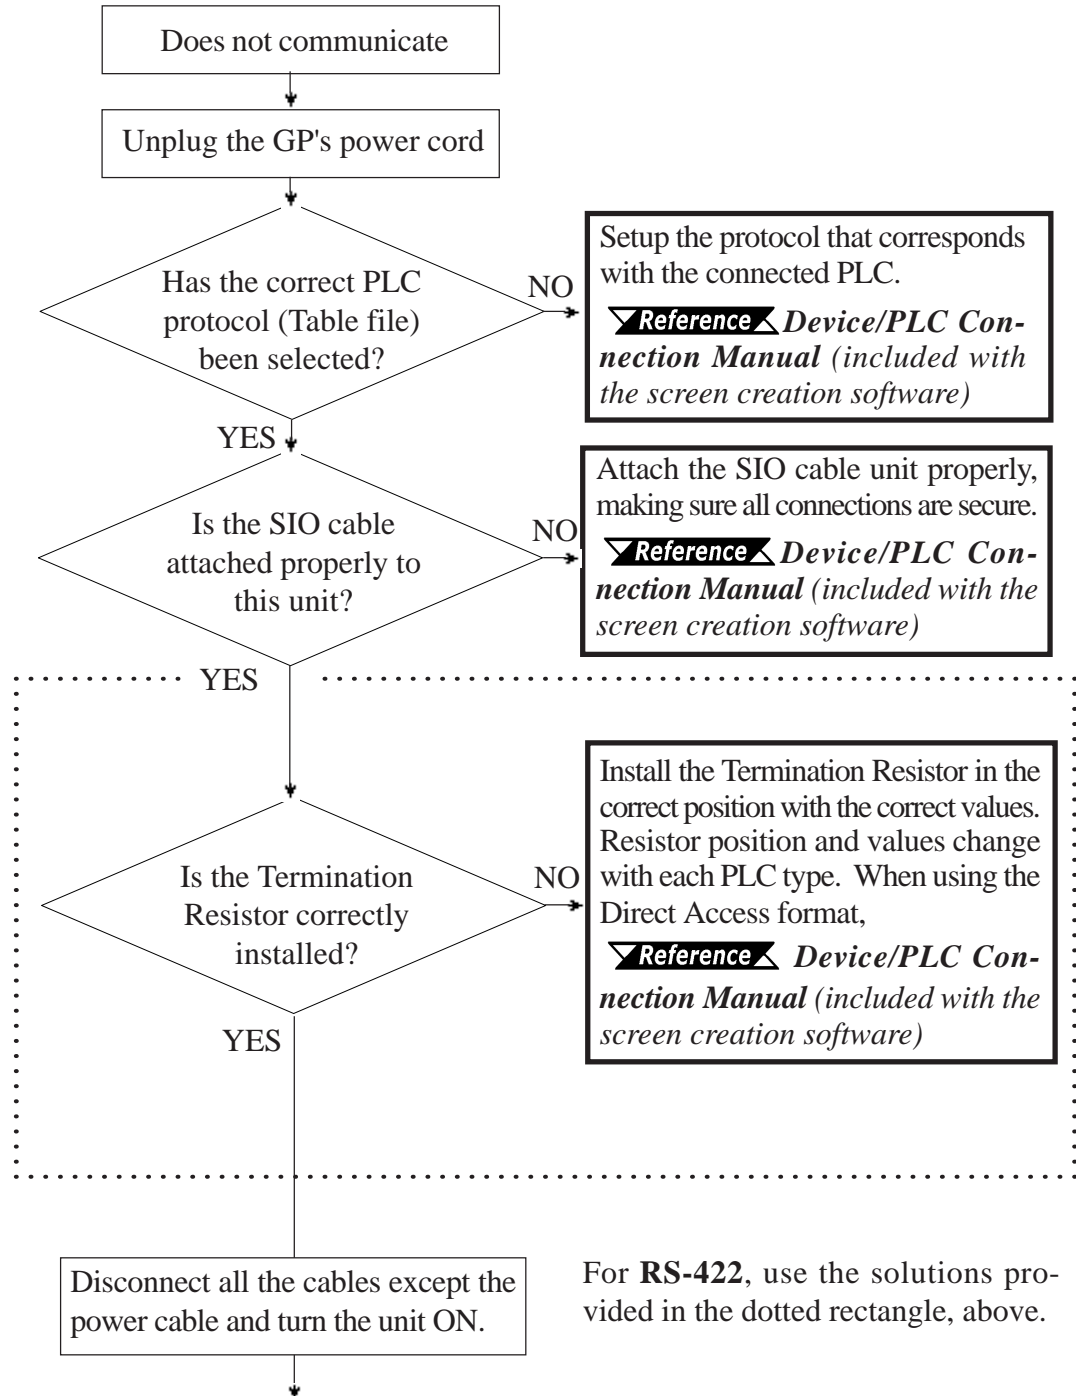 Does not communicate
Unplug the GP's power cord
Has the correct PLC
protocol (Table file)
been selected?
NO
Setup the protocol that corresponds
with the connected PLC.
Reference Device/PLC Con-
nection Manual (included with
the screen creation software)
YES
Is the SIO cable
attached properly to
this unit?
NO
Attach the SIO cable unit properly,
making sure all connections are secure.
Reference Device/PLC Con-
nection Manual (included with the
screen creation software)
YES
Is the Termination
Resistor correctly
installed?
NO
Install the Termination Resistor in the
correct position with the correct values.
Resistor position and values change
with each PLC type. When using the
Direct Access format,
Reference Device/PLC Con-
nection Manual (included with the
screen creation software)
YES
Disconnect all the cables except the
power cable and turn the unit ON.
For RS-422, use the solutions pro-
vided in the dotted rectangle, above.